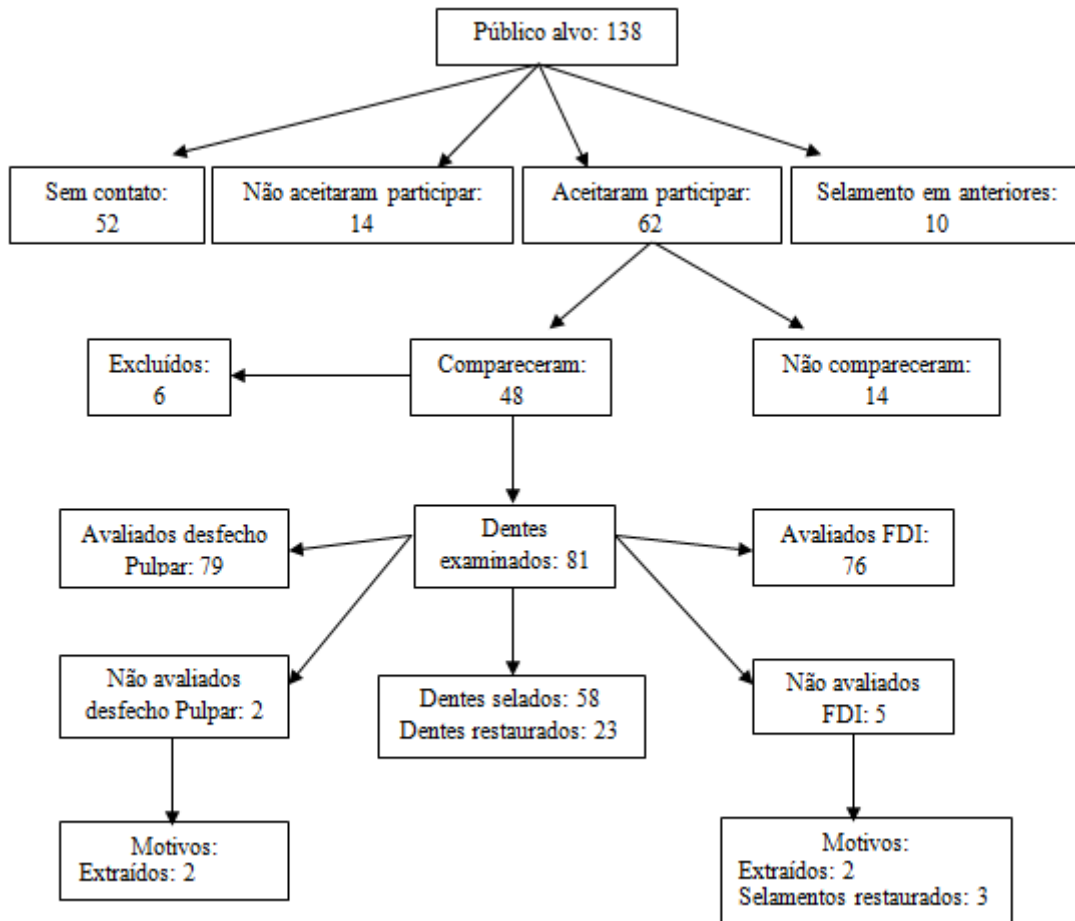 Público alvo: 138
Sem contato:
52
Não aceitaram participar:
14
Aceitaram participar:
62
Selamento em anteriores:
10
Excluídos:
6
Compareceram:
48
Não compareceram:
14
Avaliados desfecho
Pulpar: 79
Dentes
examinados: 81
Avaliados FDI:
76
Não avaliados
desfecho Pulpar: 2
Dentes selados: 58
Dentes restaurados: 23
Não avaliados
FDI: 5
Motivos:
Extraídos: 2
Motivos:
Extraídos: 2
Selamentos restaurados: 3